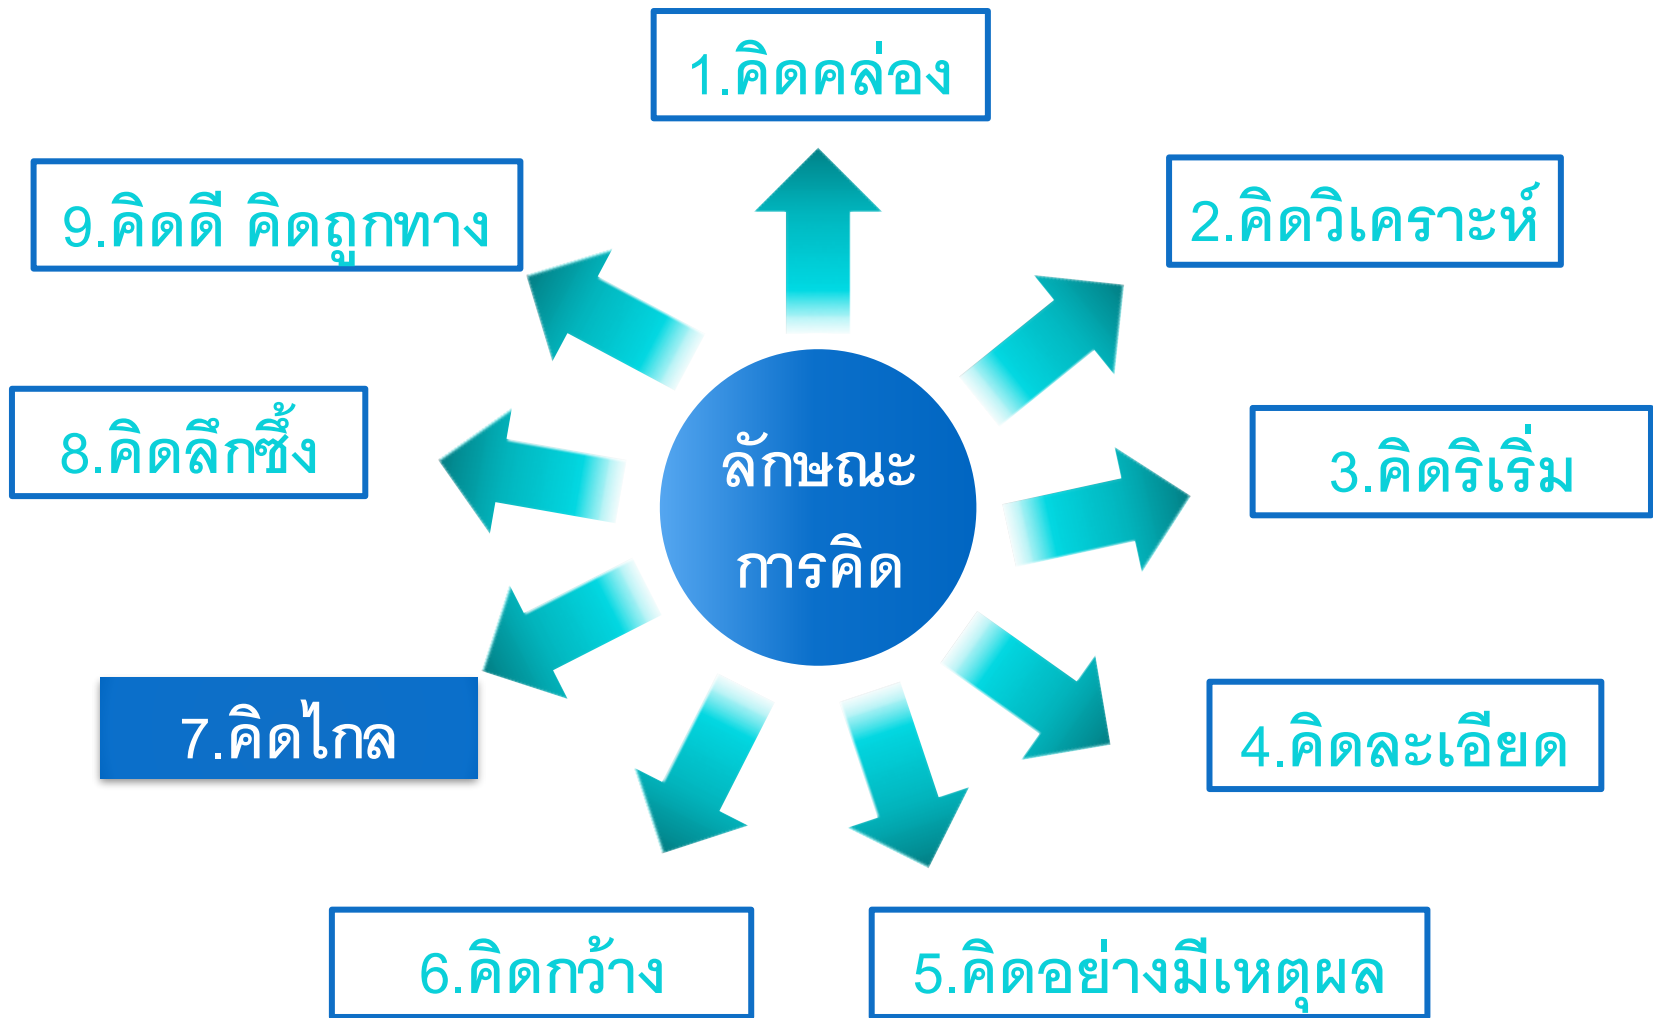 1.คิดคล่อง
2.คิดวิเคราะห์
3.คิดริเริ่ม
4.คิดละเอียด
5.คิดอย่างมีเหตุผล
6.คิดกว้าง
7.คิดไกล
8.คิดลึกซึ้ง
9.คิดดี คิดถูกทาง
ลักษณะ
การคิด